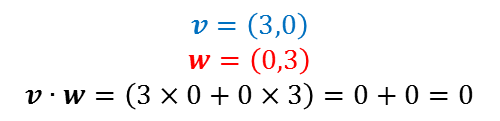 v = (3,0)
w = (0,3)
v · w = (3 × 0 + 0 × 3) = 0 + 0 = 0